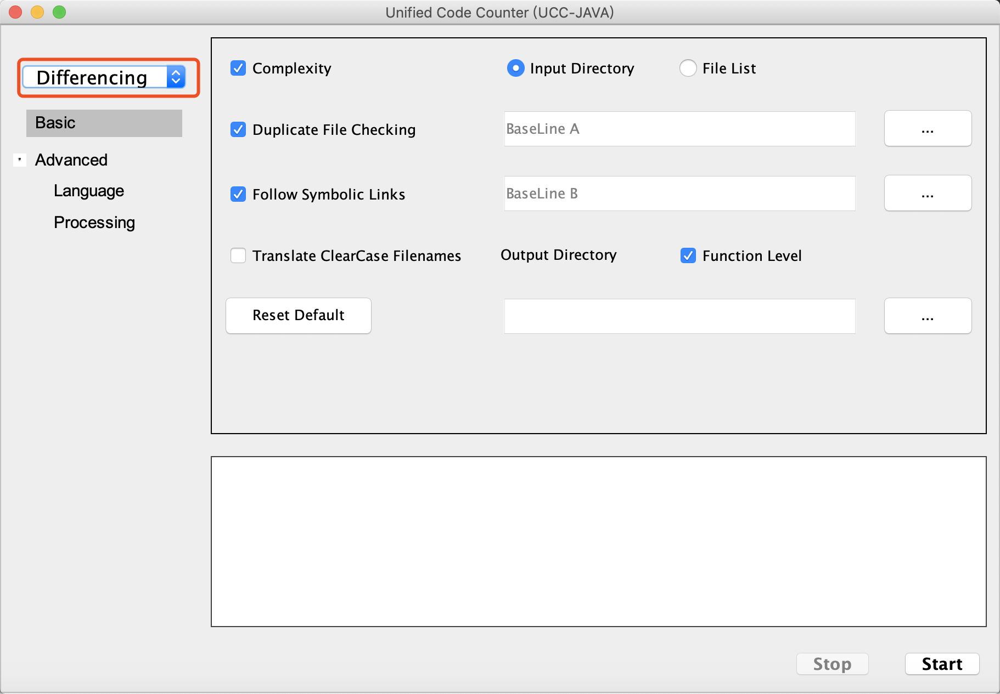 Unified Code Counter (UCC-JAVA)
Differencing
Basic
Advanced
Language
Processing
Complexity
Input Directory
File List
Duplicate File Checking
BaseLine A
...
Follow Symbolic Links
BaseLine B
...
Translate ClearCase Filenames
Output Directory
Function Level
Reset Default
...
Stop
Start